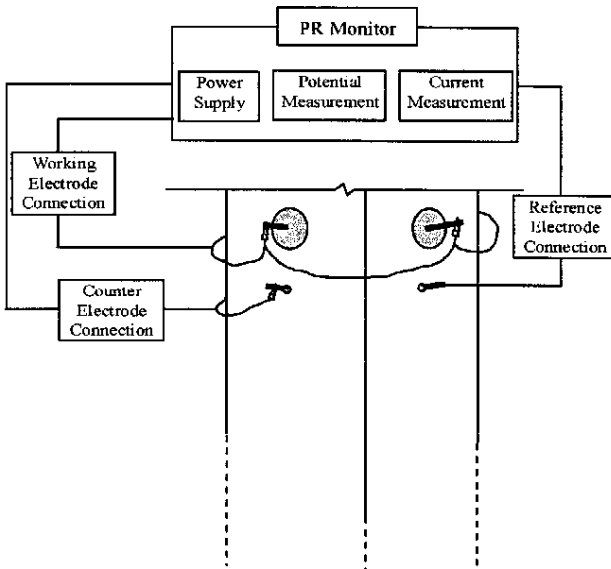 PR Monitor
Power
Supply
Potential
Measurement
Current
Measurement
Working
Electrode
Connection
Reference
Electrode
Connection
Counter
Electrode
Connection